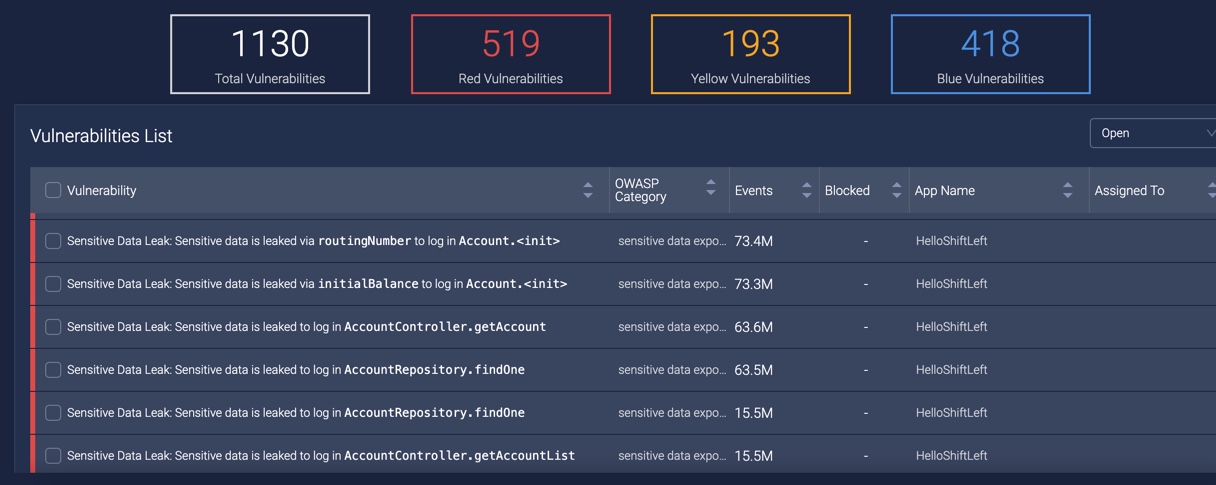 1130
Total Vulnerabilities
519
Red Vulnerabilities
193
Yellow Vulnerabilities
418
Blue Vulnerabilities
Vulnerabilities List
Open
Vulnerability
OWASP
Category
Events
Blocked
App Name
Assigned To
Sensitive Data Leak: Sensitive data is leaked via routingNumber to log in Account.<init> sensitive data expo... 73.4M - HelloShiftLeft
Sensitive Data Leak: Sensitive data is leaked via initialBalance to log in Account.<init> sensitive data expo... 73.3M - HelloShiftLeft
Sensitive Data Leak: Sensitive data is leaked to log in AccountController.getAccount sensitive data expo... 63.6M - HelloShiftLeft
Sensitive Data Leak: Sensitive data is leaked to log in AccountRepository.findOne sensitive data expo... 63.5M - HelloShiftLeft
Sensitive Data Leak: Sensitive data is leaked to log in AccountRepository.findOne sensitive data expo... 15.5M - HelloShiftLeft
Sensitive Data Leak: Sensitive data is leaked to log in AccountController.getAccountList sensitive data expo... 15.5M - HelloShiftLeft